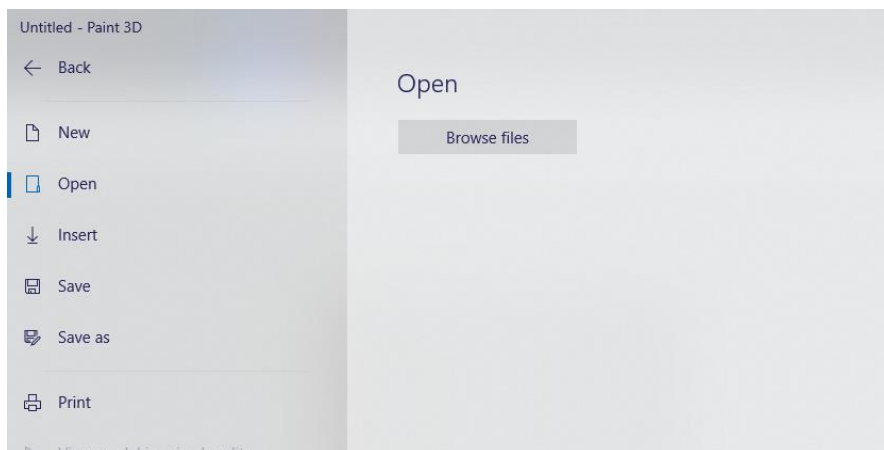 Untitled - Paint 3D
Back
Open
Browse files
New
Open
Insert
Save
Save as
Print